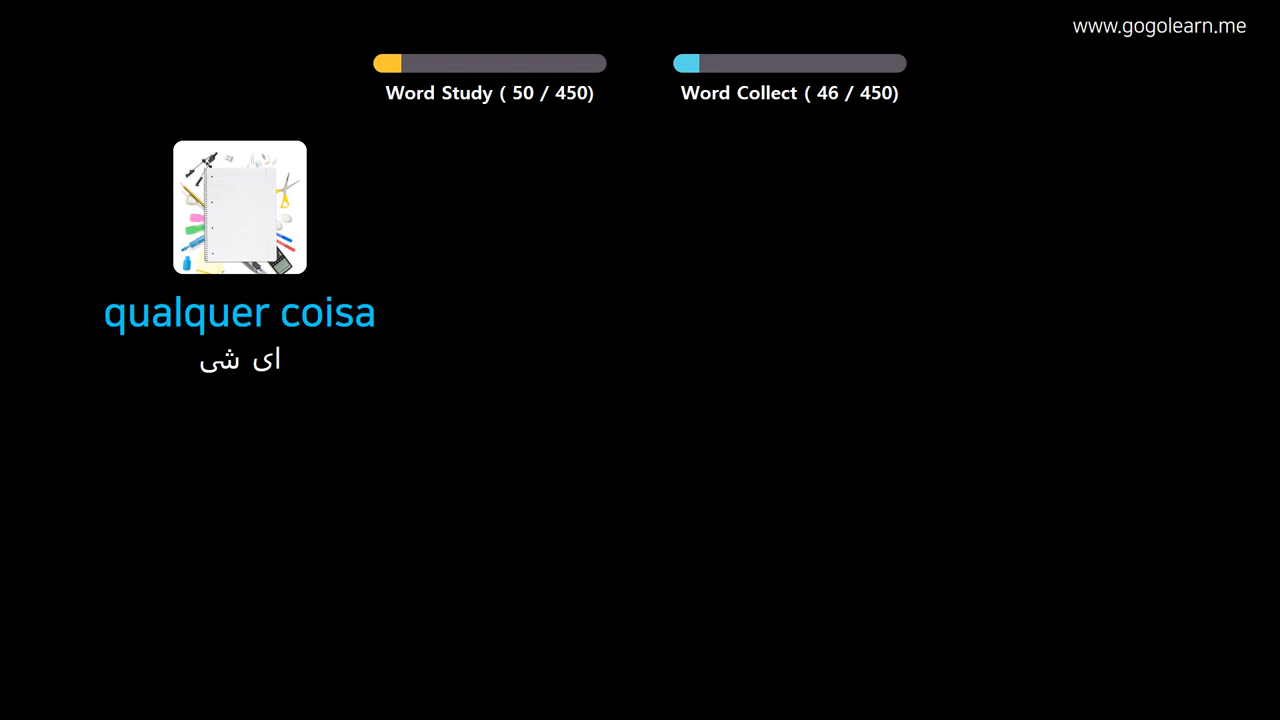 www.gogolearn.me
Word Study ( 50 / 450)
Word Collect ( 46 / 450)
qualquer coisa
ای شی